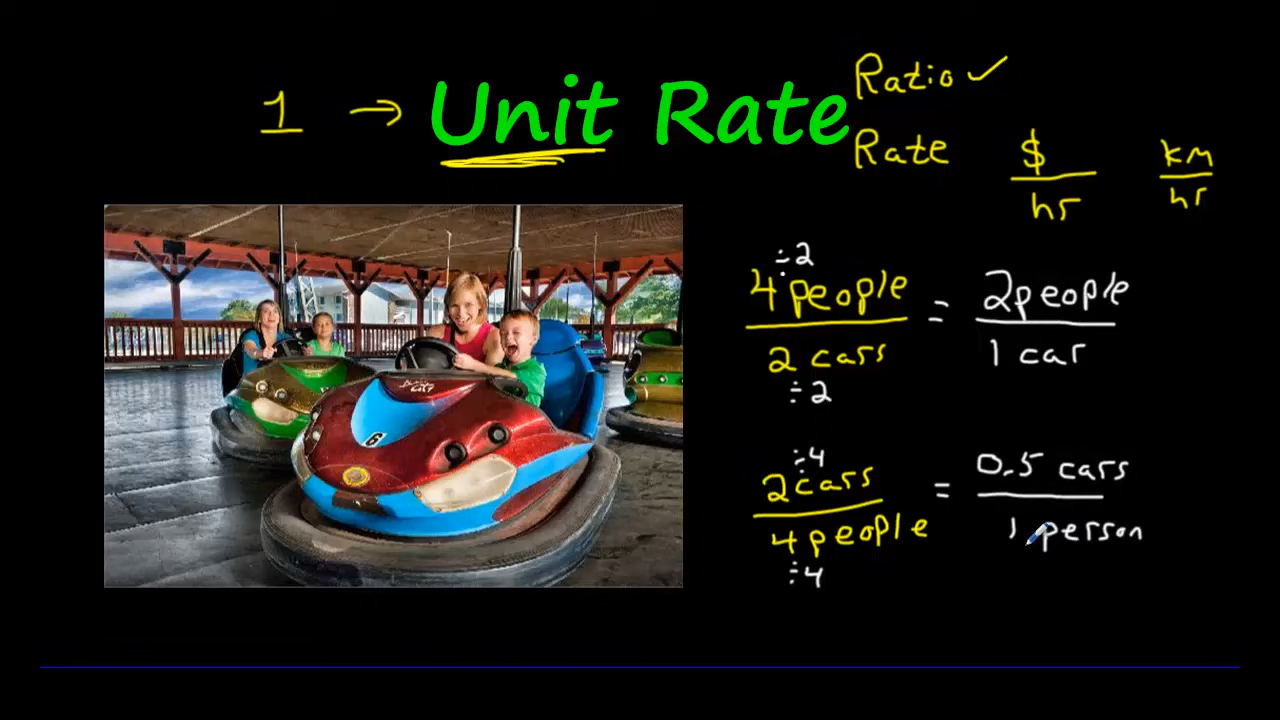 1 → Unit Rate
Ratio ✓
Rate $/hr km/hr
÷2
4 people / 2 cars = 2 people / 1 car
÷2
÷4
2 cars / 4 people = 0.5 cars / 1 person
÷4
6